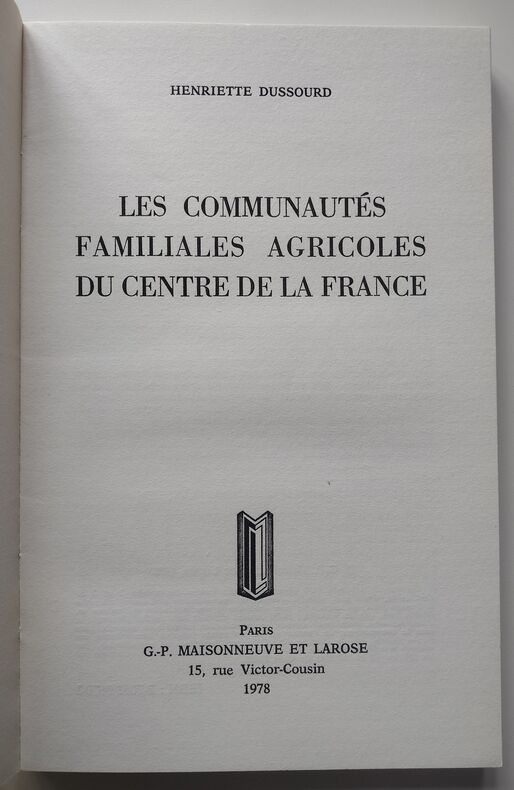 HENRIETTE DUSSOURD
LES COMMUNAUTÉS
FAMILIALES AGRICOLES
DU CENTRE DE LA FRANCE
PARIS
G.-P. MAISONNEUVE ET LAROSE
15, rue Victor-Cousin
1978